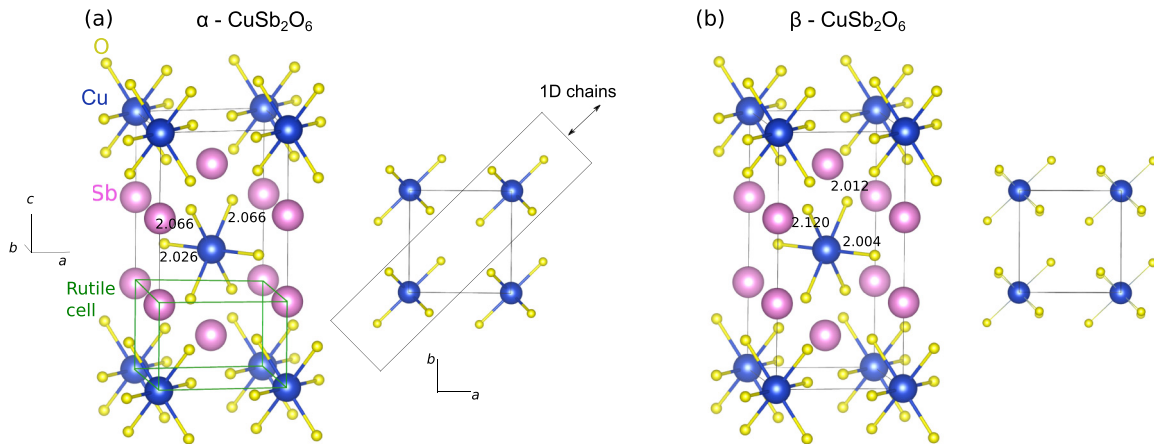 (a) α - CuSb₂O₆
O
Cu
Sb
2.066
2.066
2.026
c
b
a
Rutile
cell
1D chains
b
a
(b) β - CuSb₂O₆
2.012
2.120
2.004